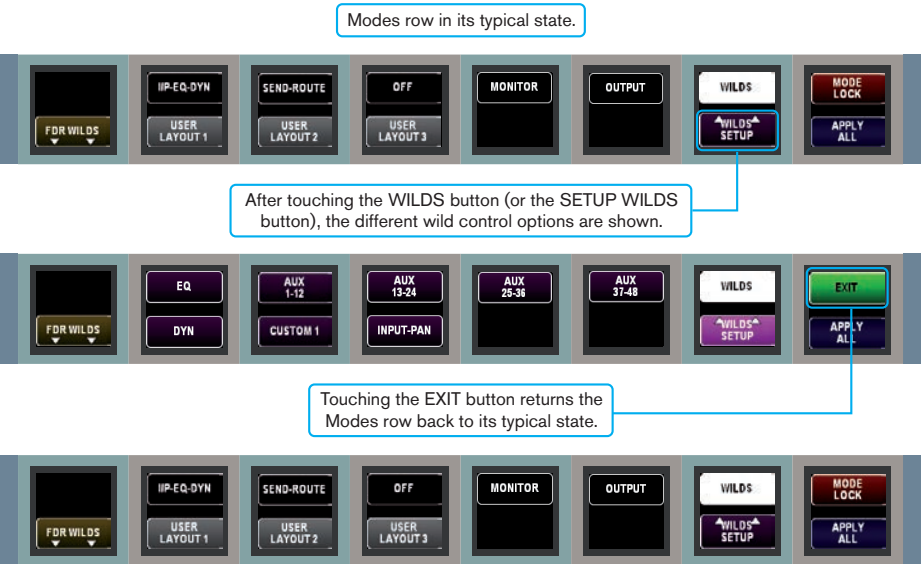 Modes row in its typical state.
I/P-EQ-DYN SEND-ROUTE OFF MONITOR OUTPUT WILDS MODE LOCK
FDR WILDS USER LAYOUT 1 USER LAYOUT 2 USER LAYOUT 3 WILDS SETUP APPLY ALL
After touching the WILDS button (or the SETUP WILDS
button), the different wild control options are shown.
EQ AUX 1-12 AUX 13-24 AUX 25-36 AUX 37-48 WILDS EXIT
FDR WILDS DYN CUSTOM 1 INPUT-PAN WILDS SETUP APPLY ALL
Touching the EXIT button returns the
Modes row back to its typical state.
I/P-EQ-DYN SEND-ROUTE OFF MONITOR OUTPUT WILDS MODE LOCK
FDR WILDS USER LAYOUT 1 USER LAYOUT 2 USER LAYOUT 3 WILDS SETUP APPLY ALL